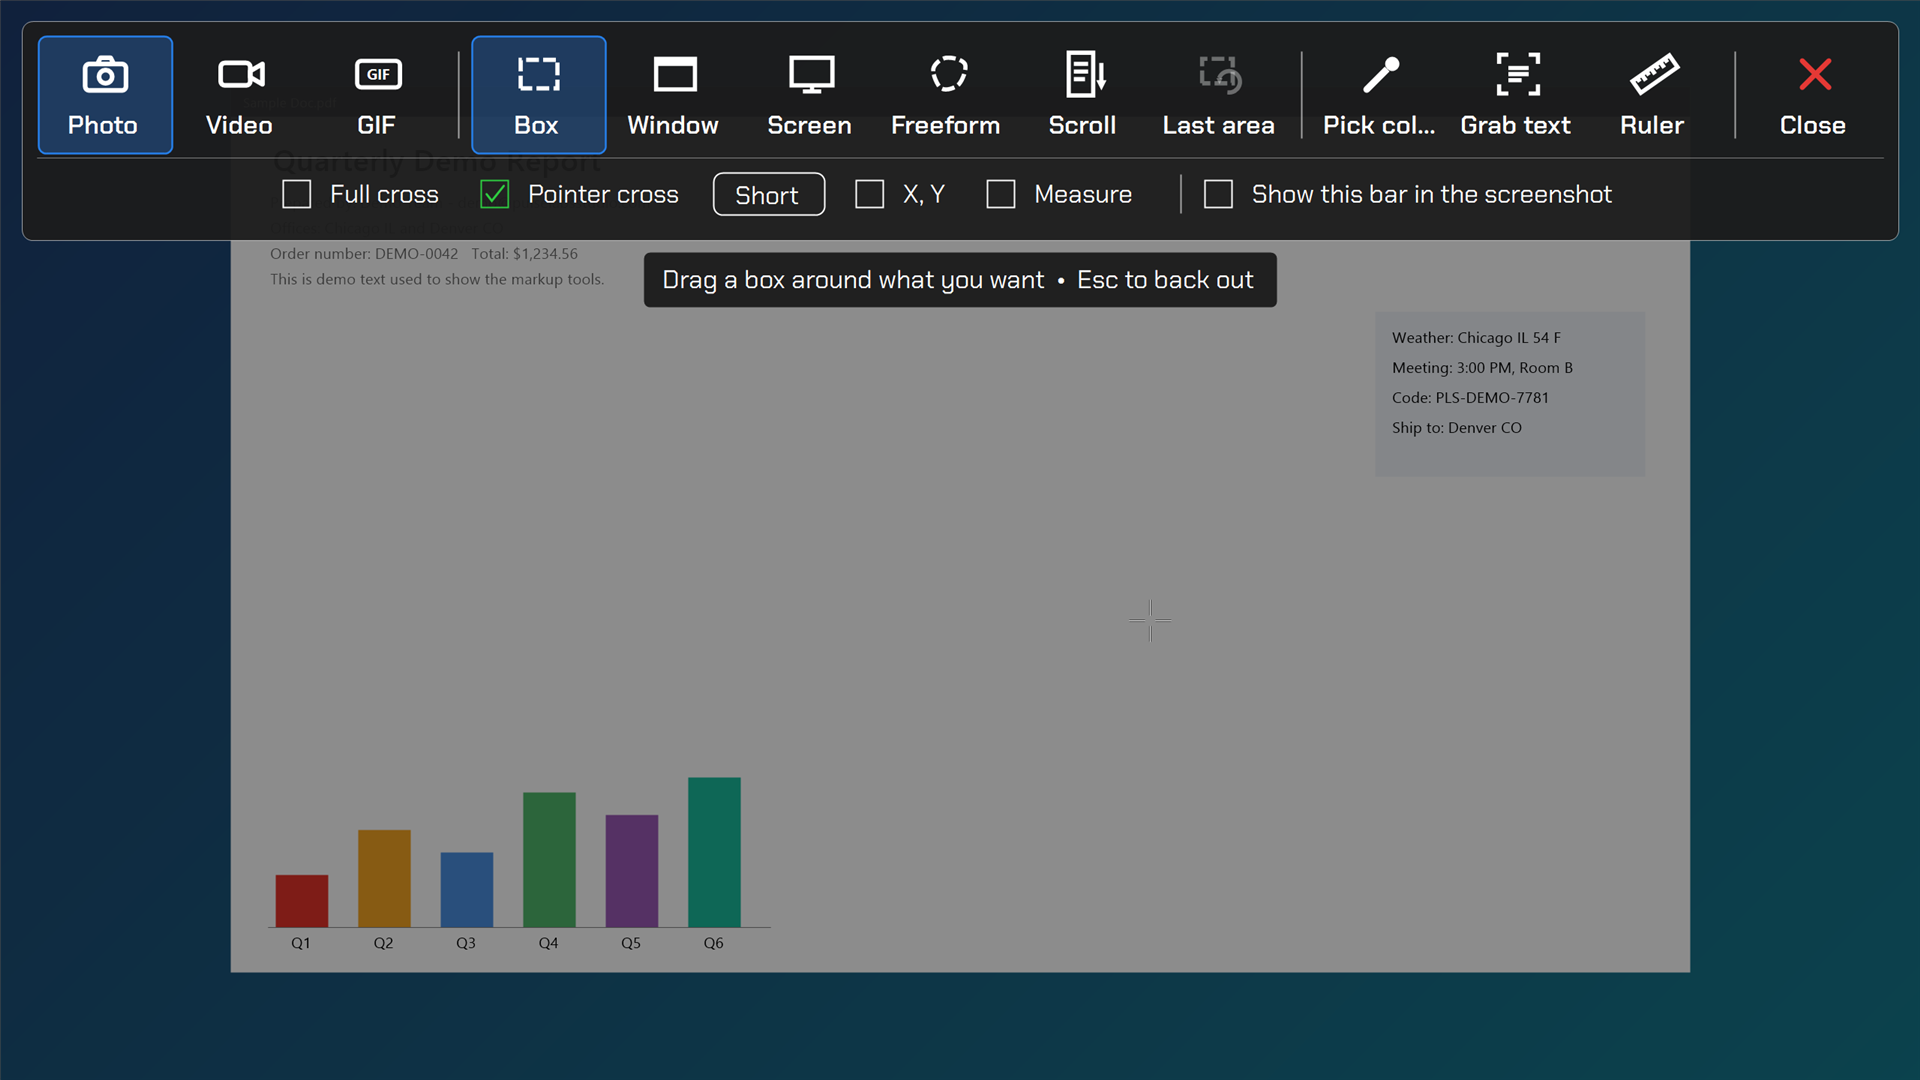 Photo Video GIF Box Window Screen Freeform Scroll Last area Pick col... Grab text Ruler Close
Quarterly Demo Report
Full cross Pointer cross Short X, Y Measure Show this bar in the screenshot
Order number: DEMO-0042 Total: $1,234.56
This is demo text used to show the markup tools.
Drag a box around what you want • Esc to back out
Weather: Chicago IL 54 F
Meeting: 3:00 PM, Room B
Code: PLS-DEMO-7781
Ship to: Denver CO
Q1 Q2 Q3 Q4 Q5 Q6